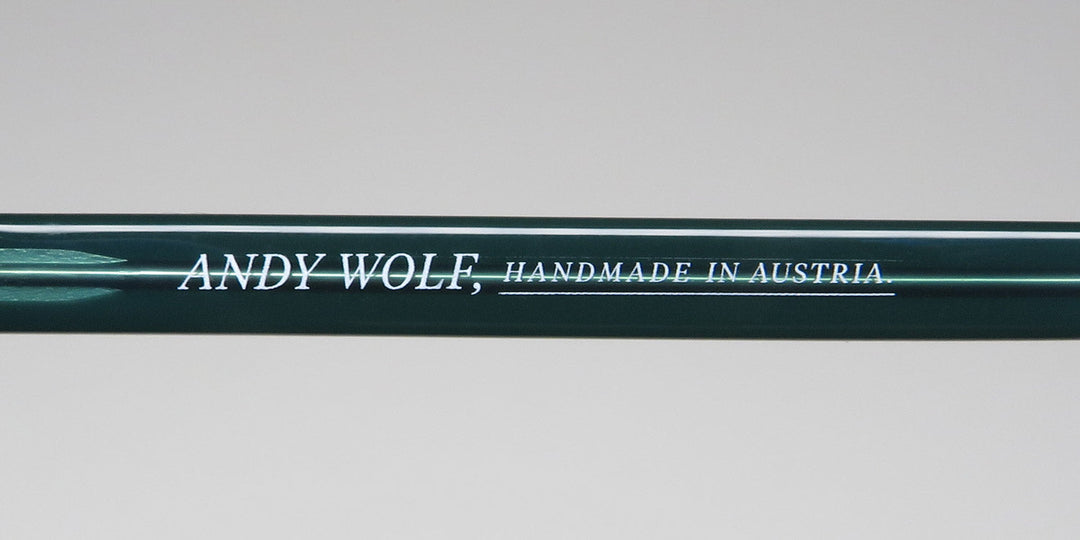 ANDY WOLF, HANDMADE IN AUSTRIA.